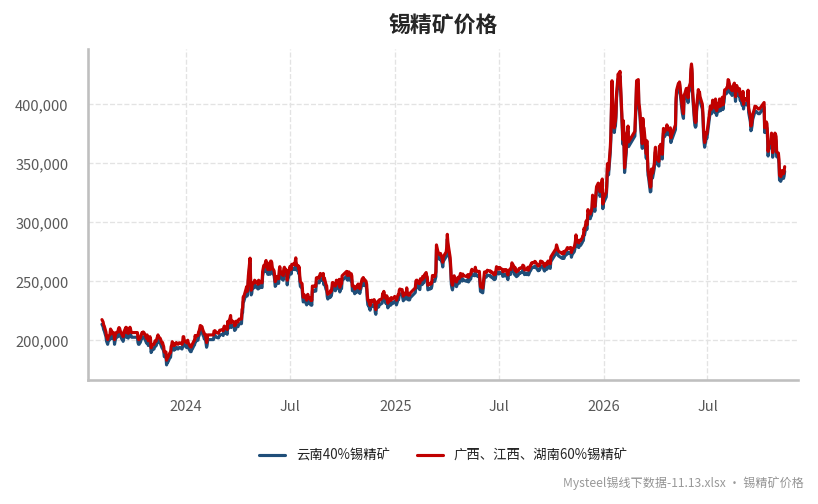 锡精矿价格
400,000
350,000
300,000
250,000
200,000
2024
Jul
2025
Jul
2026
Jul
云南40%锡精矿
广西、江西、湖南60%锡精矿
Mysteel锡线下数据-11.13.xlsx • 锡精矿价格